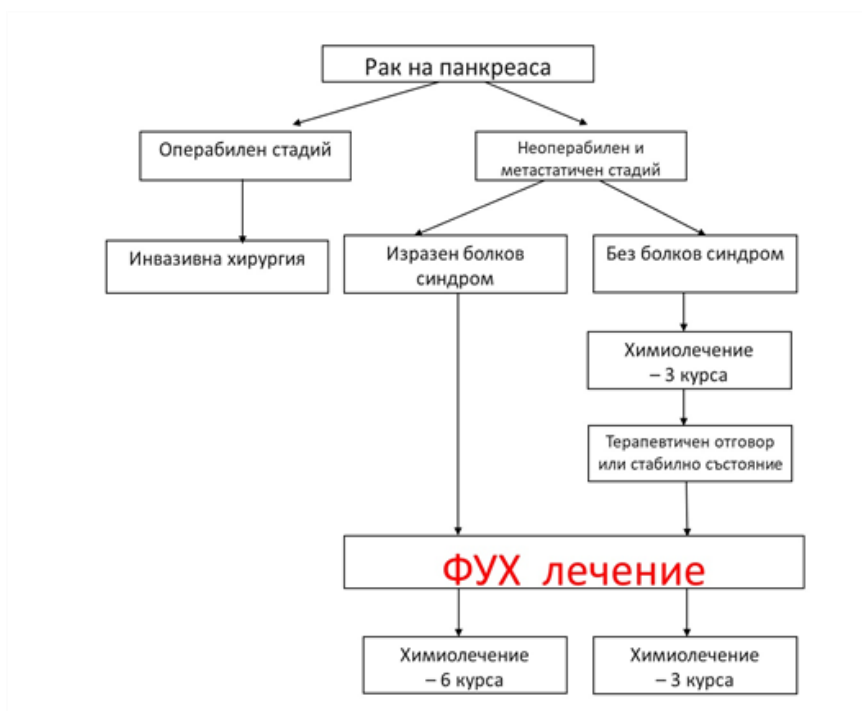 Рак на панкреаса
Операбилен стадий
Неоперабилен и
метастатичен стадий
Инвазивна хирургия
Изразен болков
синдром
Без болков синдром
Химиолечение
– 3 курса
Терапевтичен отговор
или стабилно състояние
ФУХ лечение
Химиолечение
– 6 курса
Химиолечение
– 3 курса